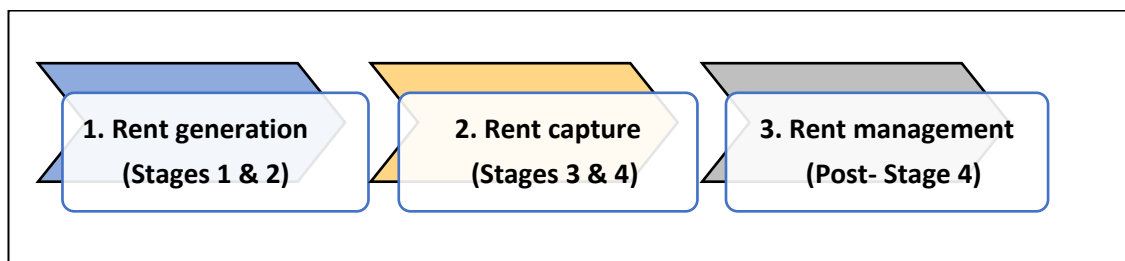 1. Rent generation
(Stages 1 & 2)
2. Rent capture
(Stages 3 & 4)
3. Rent management
(Post- Stage 4)